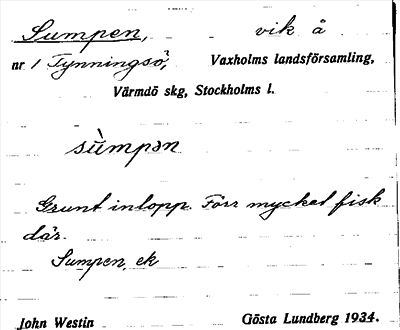 Sumpen, vik å
nr 1 Tynningsö, Vaxholms landsförsamling,
Värmdö skg, Stockholms l.
sùmpən
Grunt inlopp. Förr mycket fisk
där.
Sumpen, ek
John Westin Gösta Lundberg 1934.